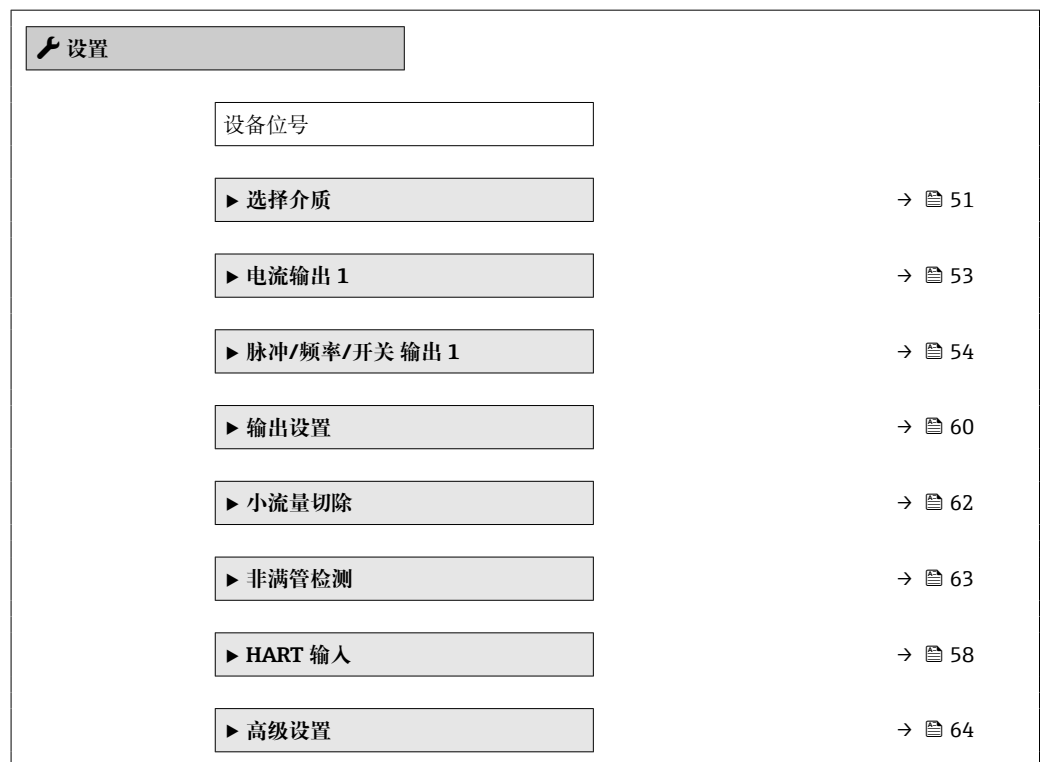 设置
设备位号
▶ 选择介质 → 51
▶ 电流输出 1 → 53
▶ 脉冲/频率/开关 输出 1 → 54
▶ 输出设置 → 60
▶ 小流量切除 → 62
▶ 非满管检测 → 63
▶ HART 输入 → 58
▶ 高级设置 → 64